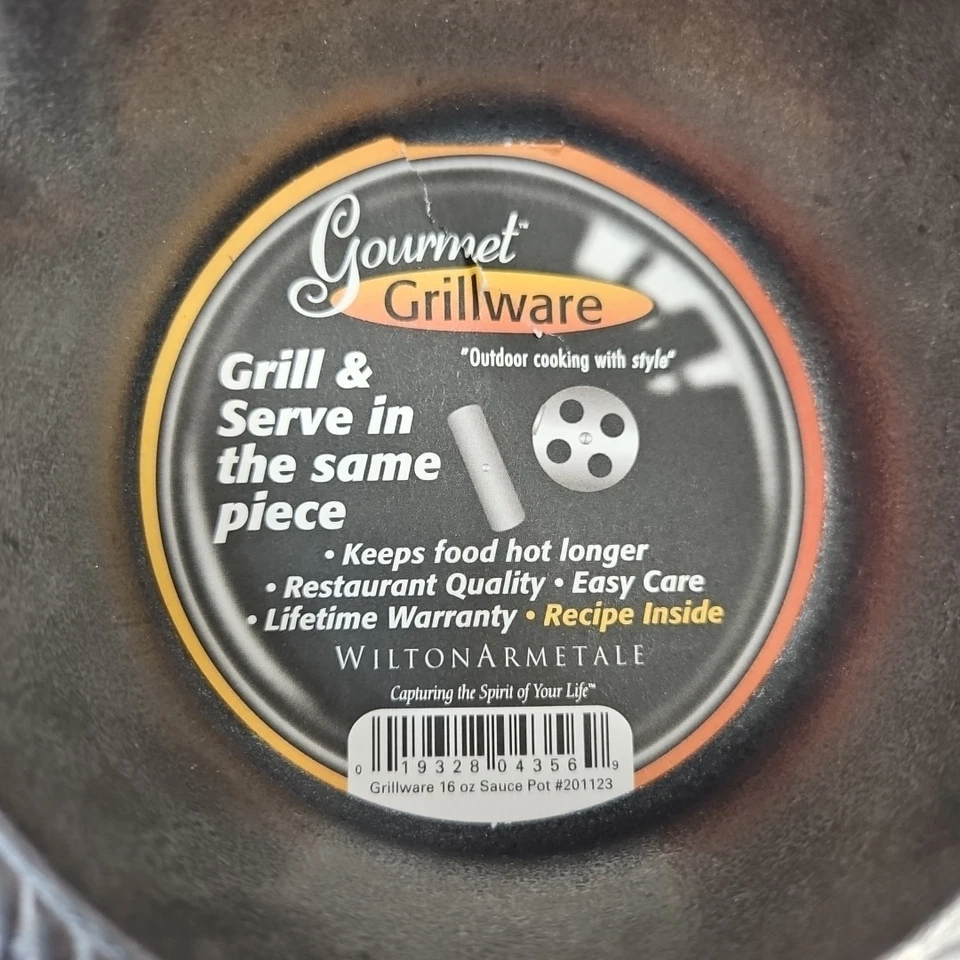 Gourmet™
Grillware
"Outdoor cooking with style"
Grill &
Serve in
the same
piece
• Keeps food hot longer
• Restaurant Quality • Easy Care
• Lifetime Warranty • Recipe Inside
WILTONARMETALE
Capturing the Spirit of Your Life™
0 19328 04356 9
Grillware 16 oz Sauce Pot #201123